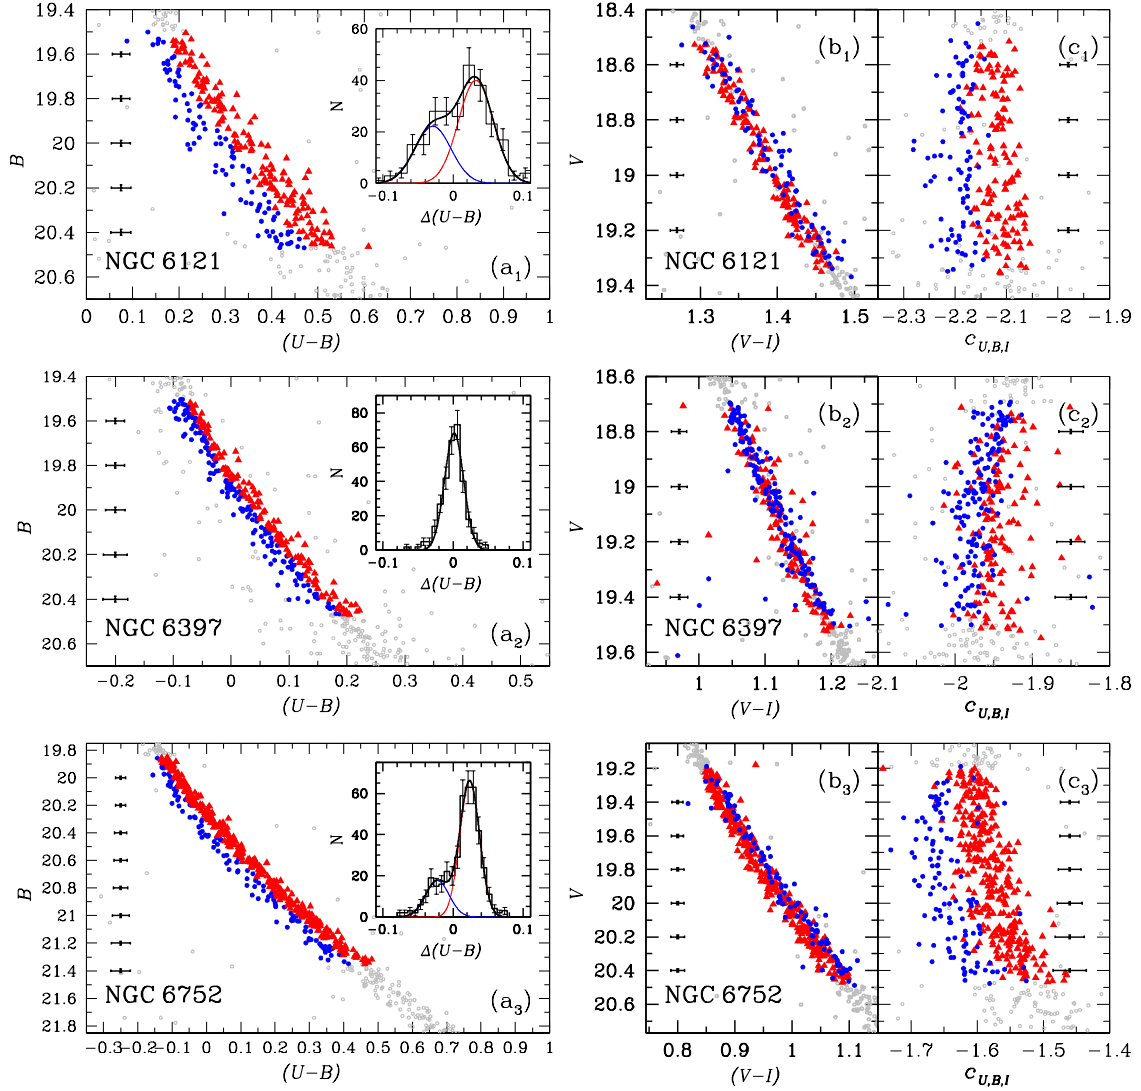 19.4
19.6
19.8
20
20.2
20.4
20.6
B
0 0.1 0.2 0.3 0.4 0.5 0.6 0.7 0.8 0.9 1
(U−B)
NGC 6121
(a1)
60
40
20
0
N
−0.1 0 0.1
Δ(U−B)
18.4
18.6
18.8
19
19.2
19.4
V
1.3 1.4 1.5
(V−I)
NGC 6121
(b1)
(c1)
−2.3 −2.2 −2.1 −2 −1.9
cU,B,I
19.4
19.6
19.8
20
20.2
20.4
20.6
B
−0.2 −0.1 0 0.1 0.2 0.3 0.4 0.5
(U−B)
NGC 6397
(a2)
80
60
40
20
0
N
−0.1 0 0.1
Δ(U−B)
18.6
18.8
19
19.2
19.4
19.6
V
1 1.1 1.2
(V−I)
NGC 6397
(b2)
(c2)
−2.1 −2 −1.9 −1.8
cU,B,I
19.8
20
20.2
20.4
20.6
20.8
21
21.2
21.4
21.6
21.8
B
−0.3 −0.2 −0.1 0 0.1 0.2 0.3 0.4 0.5 0.6 0.7 0.8 0.9 1
(U−B)
NGC 6752
(a3)
60
40
20
0
N
−0.1 0 0.1
Δ(U−B)
19.2
19.4
19.6
19.8
20
20.2
20.4
20.6
V
0.8 0.9 1 1.1
(V−I)
NGC 6752
(b3)
(c3)
−1.7 −1.6 −1.5 −1.4
cU,B,I